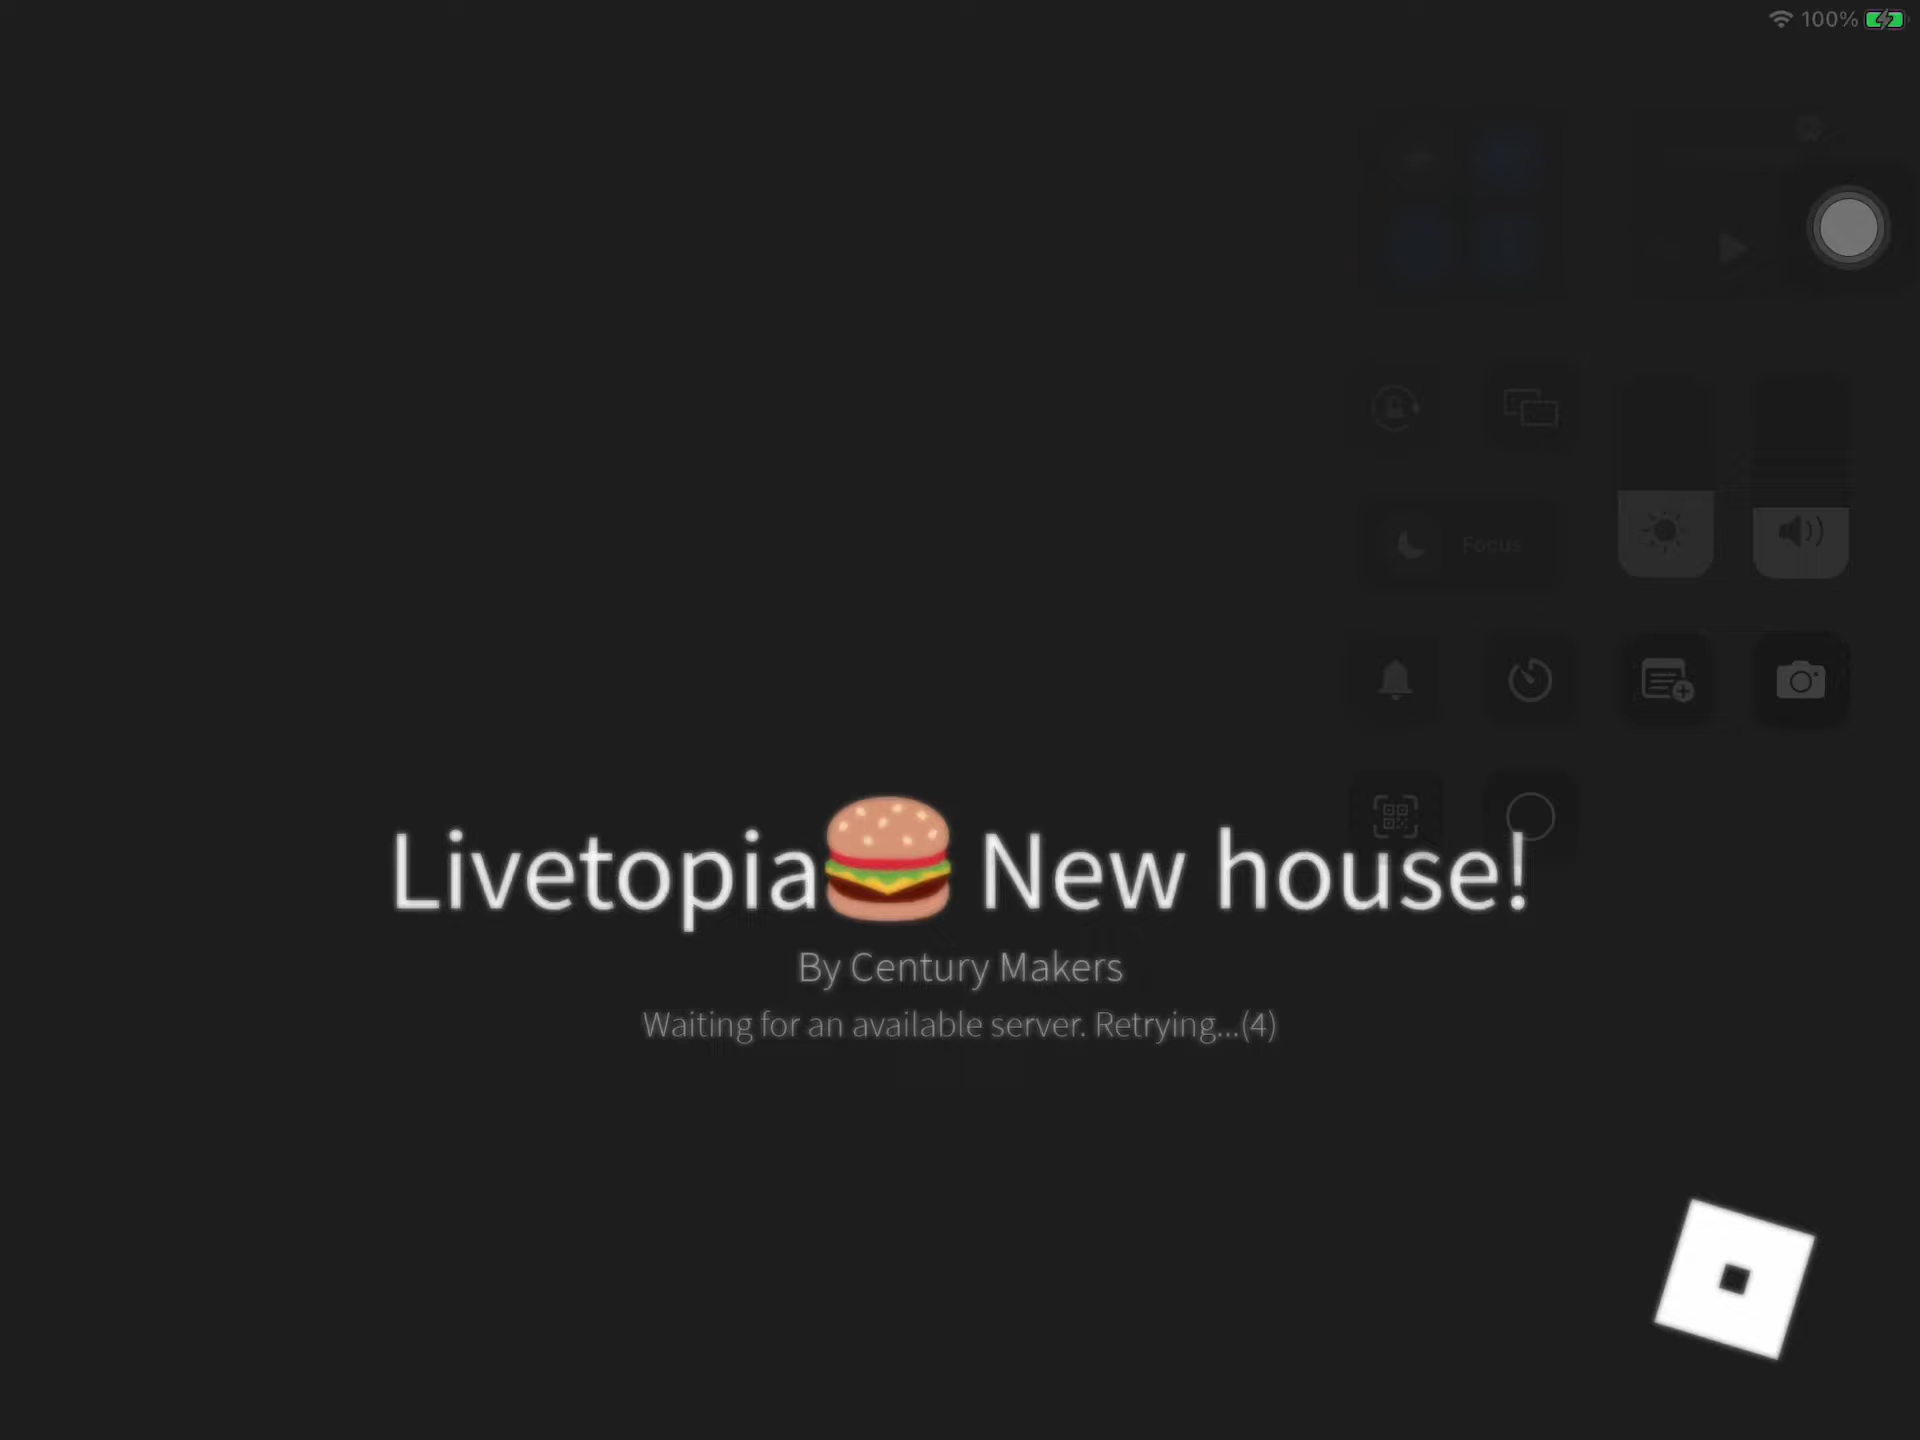 100%
Focus
Livetopia🍔 New house!
By Century Makers
Waiting for an available server. Retrying...(4)